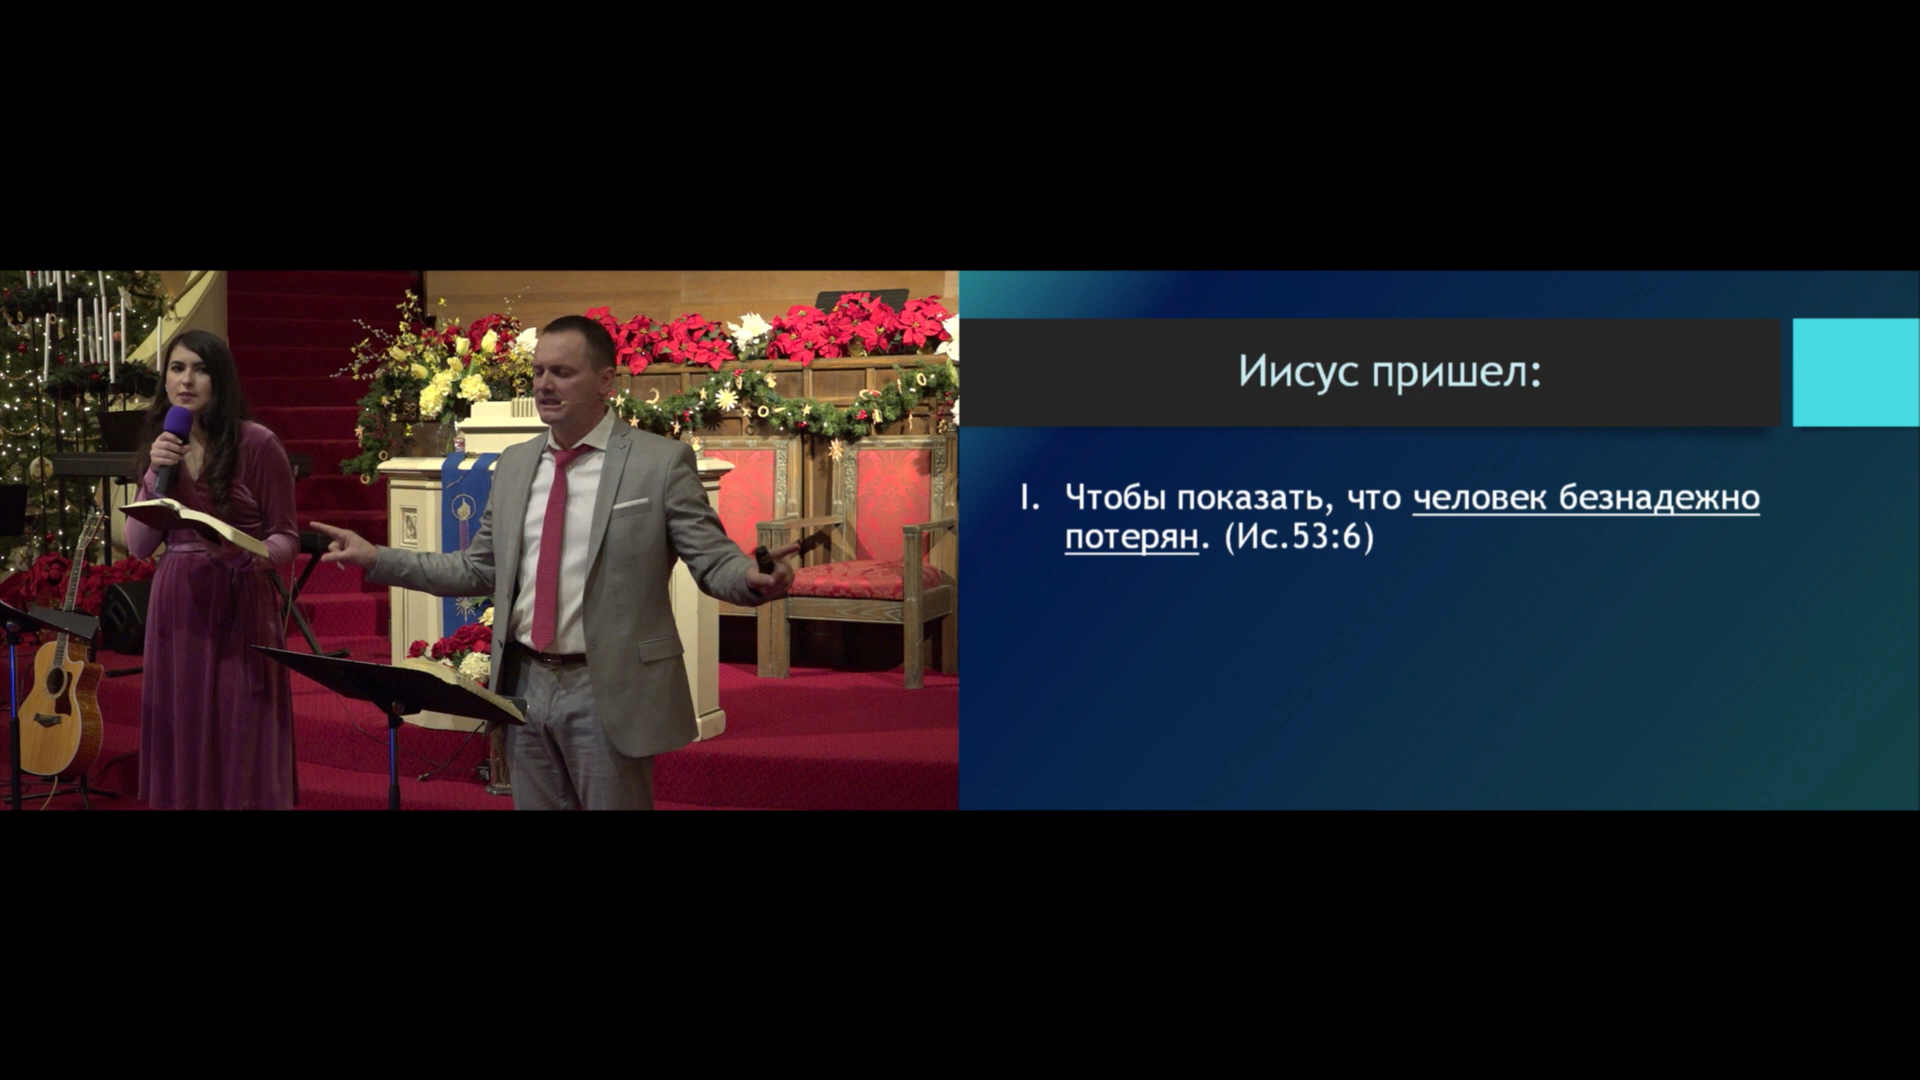 Иисус пришел:
I. Чтобы показать, что человек безнадежно
потерян. (Ис.53:6)